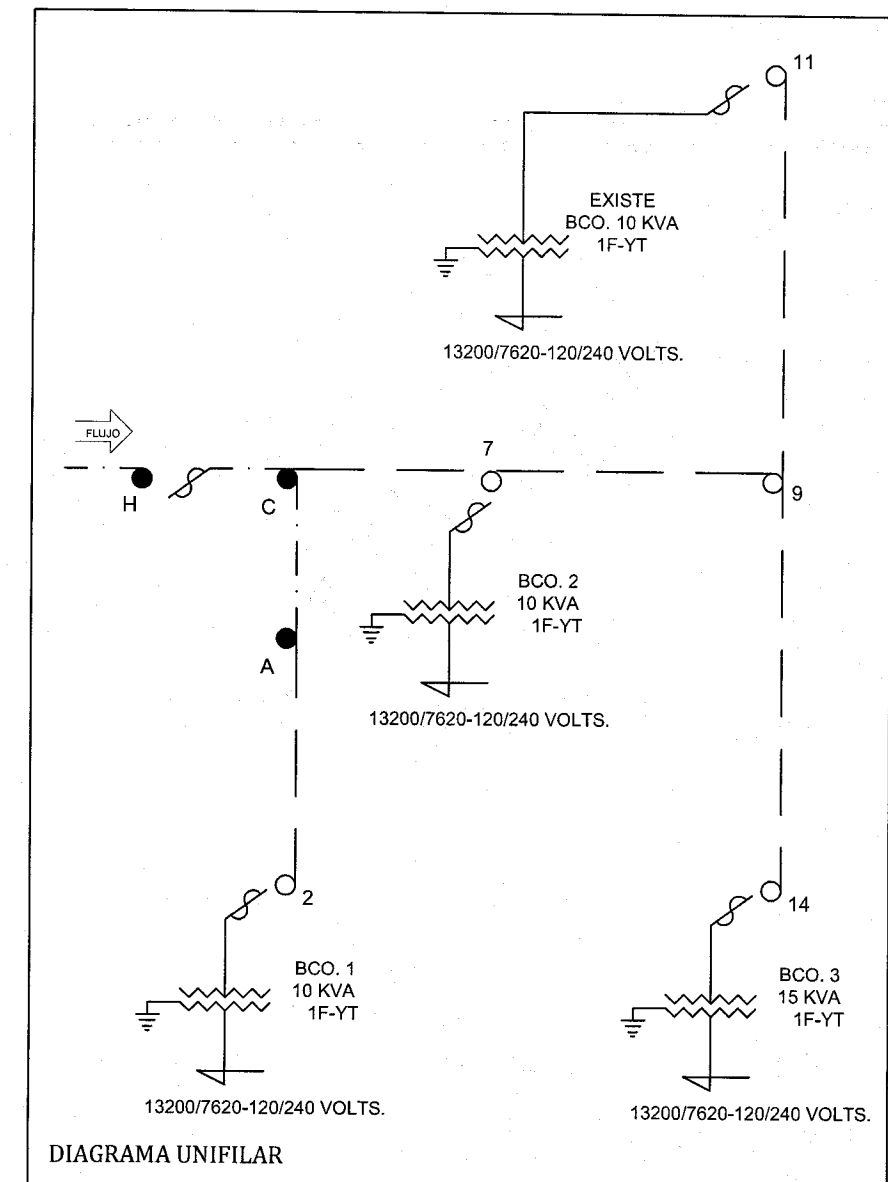 11
EXISTE
BCO. 10 KVA
1F-YT
13200/7620-120/240 VOLTS.
FLUJO
H
C
7
9
BCO. 2
10 KVA
1F-YT
A
13200/7620-120/240 VOLTS.
2
14
BCO. 1
10 KVA
1F-YT
BCO. 3
15 KVA
1F-YT
13200/7620-120/240 VOLTS.
13200/7620-120/240 VOLTS.
DIAGRAMA UNIFILAR